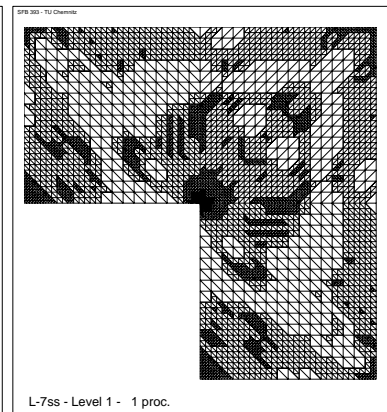 SFB 393 - TU Chemnitz
L-7ss - Level 1 - 1 proc.